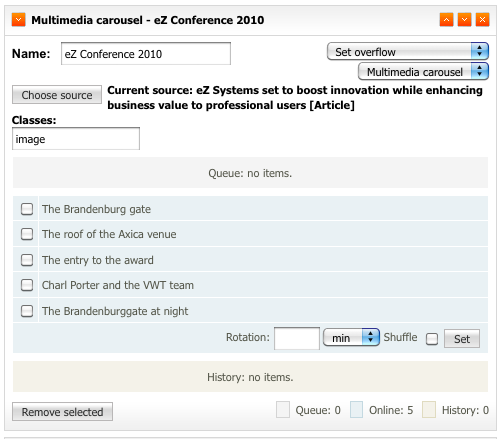 Multimedia carousel - eZ Conference 2010
Name: eZ Conference 2010 Set overflow
Multimedia carousel
Choose source Current source: eZ Systems set to boost innovation while enhancing
business value to professional users [Article]
Classes:
image
Queue: no items.
The Brandenburg gate
The roof of the Axica venue
The entry to the award
Charl Porter and the VWT team
The Brandenburggate at night
Rotation: min Shuffle Set
History: no items.
Remove selected Queue: 0 Online: 5 History: 0